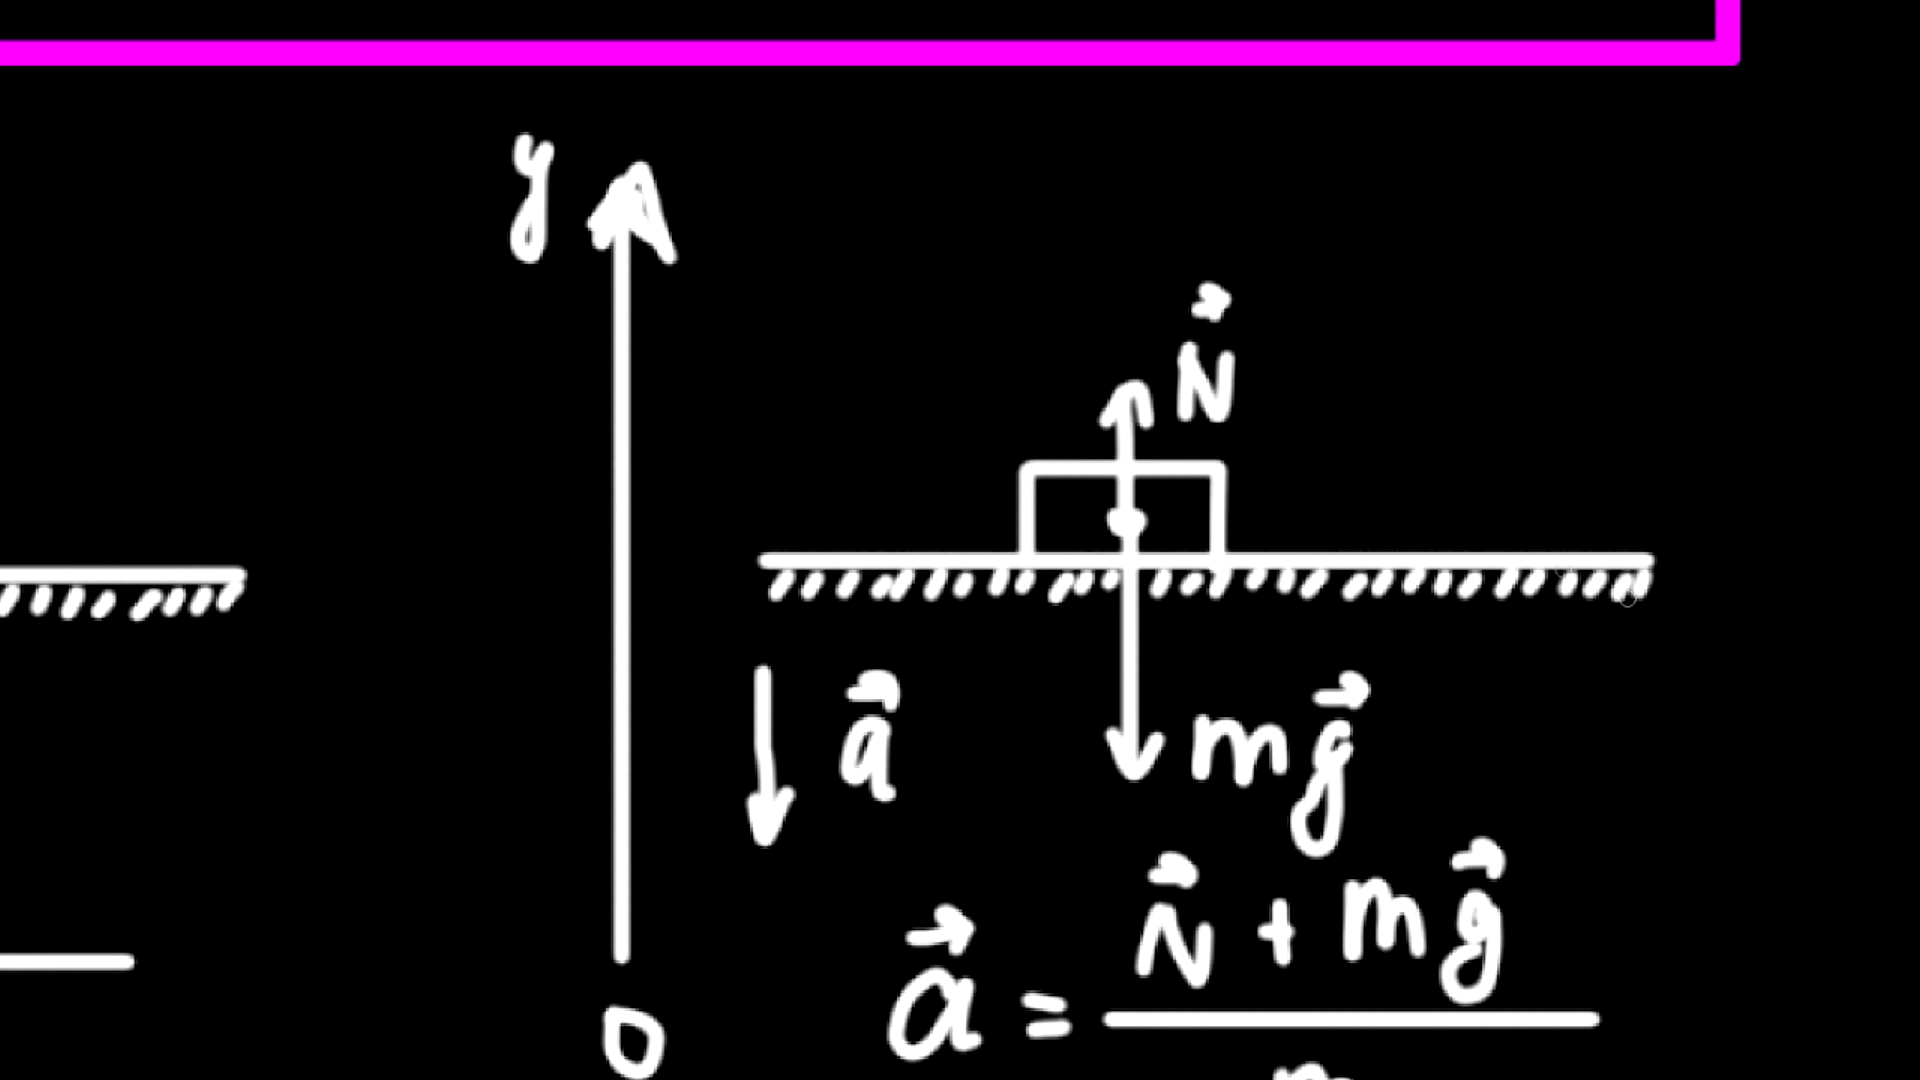 y
N⃗
a⃗
mg⃗
N⃗ + mg⃗
a⃗ =
m
0